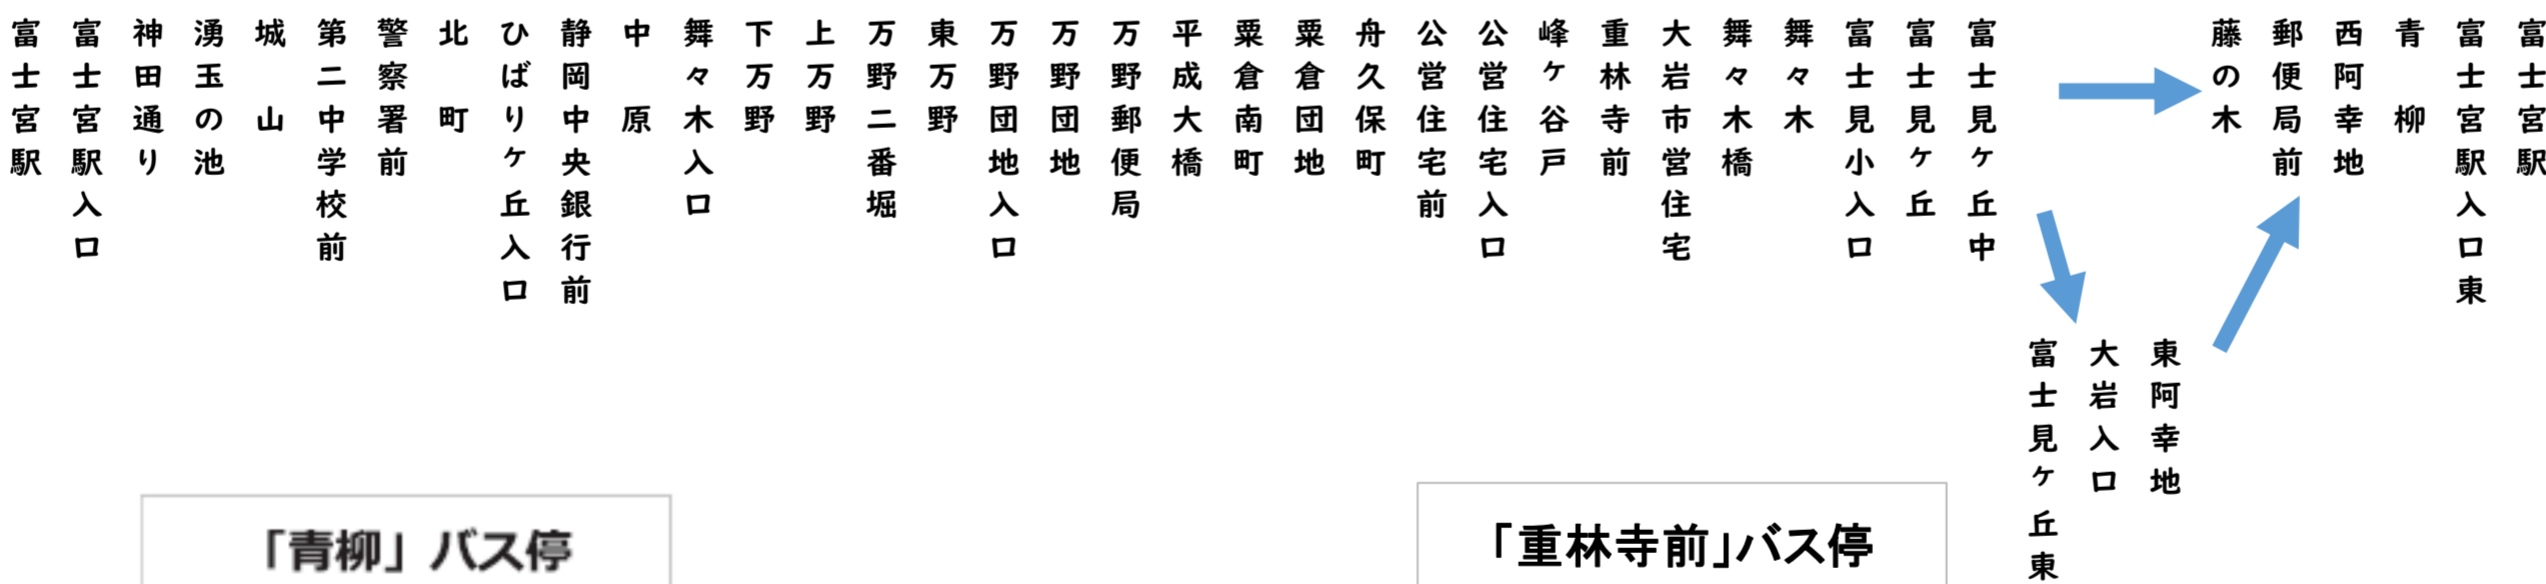 富士宮駅
富士宮駅入口
神田通り
湧玉の池
城山
第二中学校前
警察署前
北町
ひばりヶ丘入口
静岡中央銀行前
中原
舞々木入口
下万野
上万野
万野二番堀
東万野
万野団地入口
万野団地
万野郵便局
平成大橋
粟倉南町
粟倉団地
舟久保町
公営住宅前
公営住宅入口
峰ケ谷戸
重林寺前
大岩市営住宅
舞々木橋
舞々木
富士見小入口
富士見ケ丘
富士見ケ丘中
藤の木
郵便局前
西阿幸地
青柳
富士宮駅入口東
富士宮駅
富士見ケ丘東
大岩入口
東阿幸地
「青柳」バス停
「重林寺前」バス停